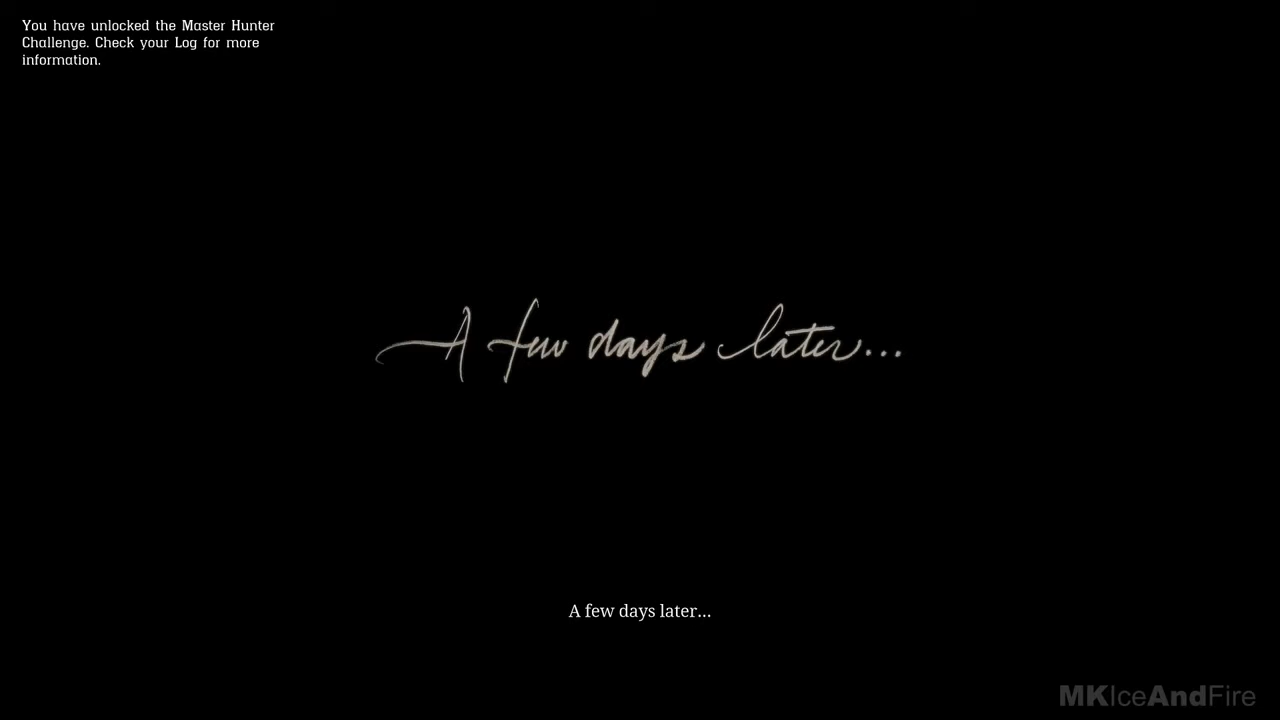 You have unlocked the Master Hunter
Challenge. Check your Log for more
information.
A few days later...
A few days later...
MKIceAndFire